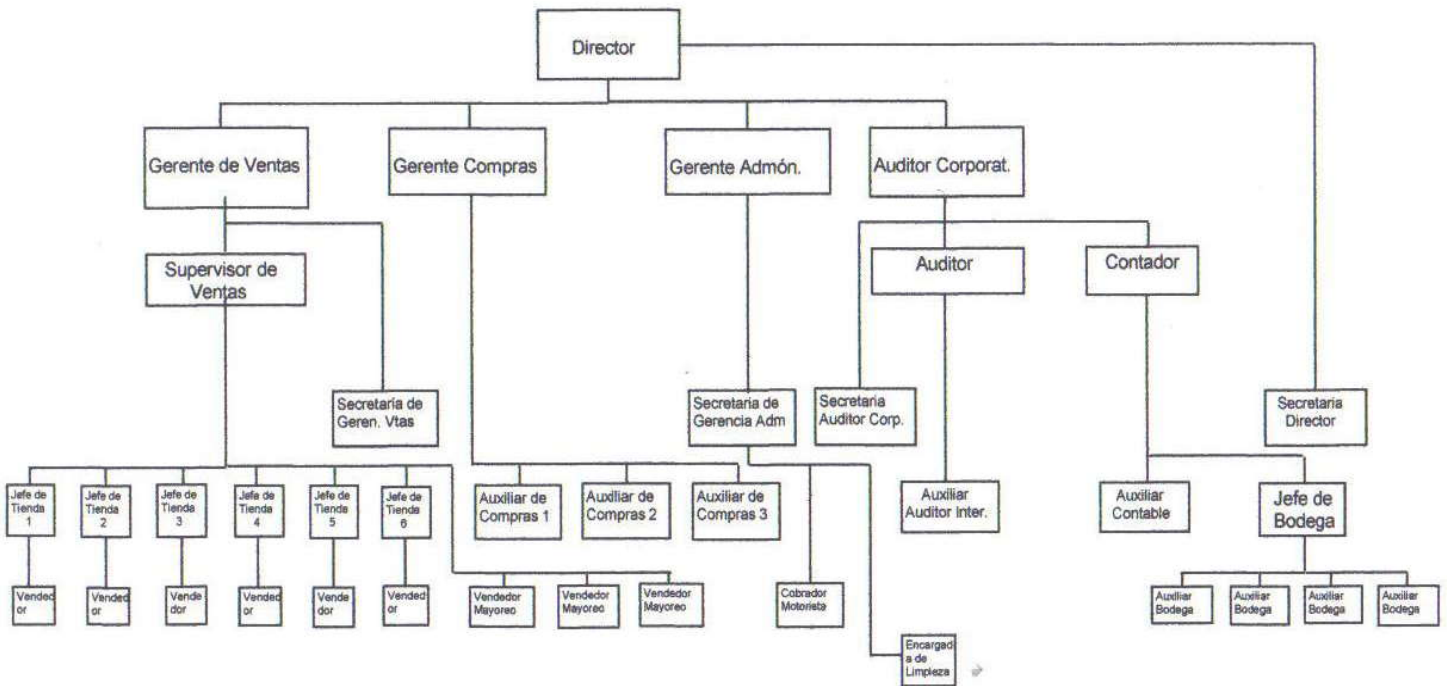 Director
Gerente de Ventas
Gerente Compras
Gerente Admón.
Auditor Corporat.
Supervisor de
Ventas
Auditor
Contador
Secretaria de
Geren. Vtas
Secretaria de
Gerencia Adm
Secretaria
Auditor Corp.
Secretaria
Director
Jefe de
Tienda
1
Jefe de
Tienda
2
Jefe de
Tienda
3
Jefe de
Tienda
4
Jefe de
Tienda
5
Jefe de
Tienda
6
Auxiliar de
Compras 1
Auxiliar de
Compras 2
Auxiliar de
Compras 3
Auxiliar
Auditor Inter.
Auxiliar
Contable
Jefe de
Bodega
Vended
or
Vended
or
Vende
dor
Vended
or
Vende
dor
Vended
or
Vendedor
Mayoreo
Vendedor
Mayoreo
Vendedor
Mayoreo
Cobrador
Motorista
Auxiliar
Bodega
Auxiliar
Bodega
Auxiliar
Bodega
Auxiliar
Bodega
Encargad
a de
Limpieza